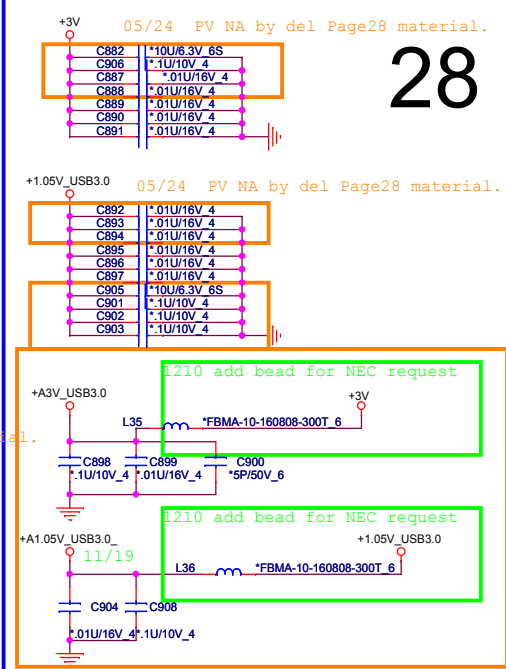 +3V
05/24 PV NA by del Page28 material.
28
C882 *10U/6.3V_6S
C906 *.1U/10V_4
C887 *.01U/16V_4
C888 *.01U/16V_4
C889 *.01U/16V_4
C890 *.01U/16V_4
C891 *.01U/16V_4
+1.05V_USB3.0
05/24 PV NA by del Page28 material.
C892 *.01U/16V_4
C893 *.01U/16V_4
C894 *.01U/16V_4
C895 *.01U/16V_4
C896 *.01U/16V_4
C897 *.01U/16V_4
C905 *10U/6.3V_6S
C901 *.1U/10V_4
C902 *.1U/10V_4
C903 *.1U/10V_4
1210 add bead for NEC request
+A3V_USB3.0
+3V
L35 *FBMA-10-160808-300T_6
ial.
C898 C899 C900
*.1U/10V_4 *.01U/16V_4 *5P/50V_6
1210 add bead for NEC request
+A1.05V_USB3.0_
+1.05V_USB3.0
11/19
L36 *FBMA-10-160808-300T_6
C904 C908
*.01U/16V_4 *.1U/10V_4